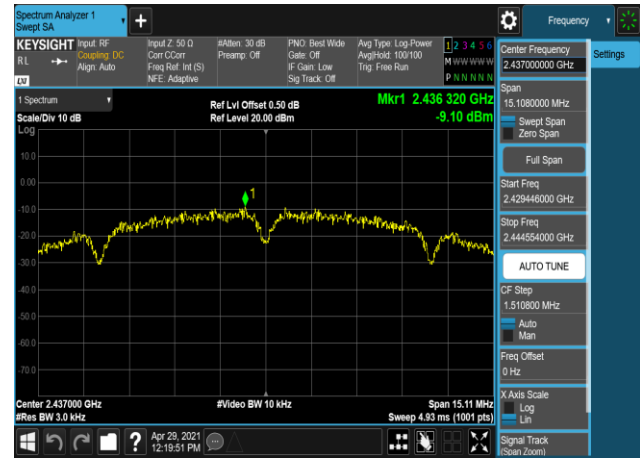 Spectrum Analyzer 1
Swept SA
+
Frequency
KEYSIGHT
RL
LXI
Input: RF
Coupling: DC
Align: Auto
Input Z: 50 Ω
Corr CCorr
Freq Ref: Int (S)
NFE: Adaptive
#Atten: 30 dB
Preamp: Off
PNO: Best Wide
Gate: Off
IF Gain: Low
Sig Track: Off
Avg Type: Log-Power
Avg|Hold: 100/100
Trig: Free Run
1 2 3 4 5 6
M W W W W W
P N N N N N
1 Spectrum
Scale/Div 10 dB
Log
Ref Lvl Offset 0.50 dB
Ref Level 20.00 dBm
Mkr1 2.436 320 GHz
-9.10 dBm
10.0
0.00
-10.0
-20.0
-30.0
-40.0
-50.0
-60.0
-70.0
1
Center 2.437000 GHz
#Res BW 3.0 kHz
#Video BW 10 kHz
Span 15.11 MHz
Sweep 4.93 ms (1001 pts)
Apr 29, 2021
12:19:51 PM
?
Center Frequency
2.437000000 GHz
Settings
Span
15.1080000 MHz
Swept Span
Zero Span
Full Span
Start Freq
2.429446000 GHz
Stop Freq
2.444554000 GHz
AUTO TUNE
CF Step
1.510800 MHz
Auto
Man
Freq Offset
0 Hz
X Axis Scale
Log
Lin
Signal Track
(Span Zoom)